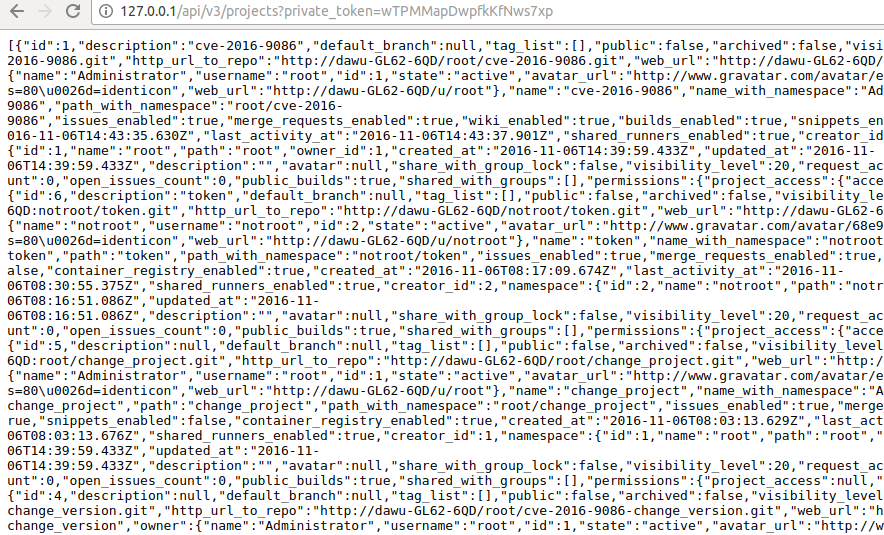 127.0.0.1/api/v3/projects?private_token=wTPMMapDwpfkKfNws7xp
[{"id":1,"description":"cve-2016-9086","default_branch":null,"tag_list":[],"public":false,"archived":false,"visi
2016-9086.git","http_url_to_repo":"http://dawu-GL62-6QD/root/cve-2016-9086.git","web_url":"http://dawu-GL62-6QD/
{"name":"Administrator","username":"root","id":1,"state":"active","avatar_url":"http://www.gravatar.com/avatar/e
s=80\u0026d=identicon","web_url":"http://dawu-GL62-6QD/u/root"},"name":"cve-2016-9086","name_with_namespace":"Ad
9086","path_with_namespace":"root/cve-2016-
9086","issues_enabled":true,"merge_requests_enabled":true,"wiki_enabled":true,"builds_enabled":true,"snippets_en
016-11-06T14:43:35.630Z","last_activity_at":"2016-11-06T14:43:37.901Z","shared_runners_enabled":true,"creator_id
{"id":1,"name":"root","path":"root","owner_id":1,"created_at":"2016-11-06T14:39:59.433Z","updated_at":"2016-11-
06T14:39:59.433Z","description":"","avatar":null,"share_with_group_lock":false,"visibility_level":20,"request_ac
unt":0,"open_issues_count":0,"public_builds":true,"shared_with_groups":[],"permissions":{"project_access":{"acce
{"id":6,"description":"token","default_branch":null,"tag_list":[],"public":false,"archived":false,"visibility_le
6QD:notroot/token.git","http_url_to_repo":"http://dawu-GL62-6QD/notroot/token.git","web_url":"http://dawu-GL62-6
{"name":"notroot","username":"notroot","id":2,"state":"active","avatar_url":"http://www.gravatar.com/avatar/68e9
s=80\u0026d=identicon","web_url":"http://dawu-GL62-6QD/u/notroot"},"name":"token","name_with_namespace":"notroot
token","path":"token","path_with_namespace":"notroot/token","issues_enabled":true,"merge_requests_enabled":true,
alse,"container_registry_enabled":true,"created_at":"2016-11-06T08:17:09.674Z","last_activity_at":"2016-11-
06T08:30:55.375Z","shared_runners_enabled":true,"creator_id":2,"namespace":{"id":2,"name":"notroot","path":"notr
06T08:16:51.086Z","updated_at":"2016-11-
06T08:16:51.086Z","description":"","avatar":null,"share_with_group_lock":false,"visibility_level":20,"request_ac
unt":0,"open_issues_count":0,"public_builds":true,"shared_with_groups":[],"permissions":{"project_access":{"acce
{"id":5,"description":null,"default_branch":null,"tag_list":[],"public":false,"archived":false,"visibility_level
6QD:root/change_project.git","http_url_to_repo":"http://dawu-GL62-6QD/root/change_project.git","web_url":"http:/
{"name":"Administrator","username":"root","id":1,"state":"active","avatar_url":"http://www.gravatar.com/avatar/e
s=80\u0026d=identicon","web_url":"http://dawu-GL62-6QD/u/root"},"name":"change_project","name_with_namespace":"A
change_project","path":"change_project","path_with_namespace":"root/change_project","issues_enabled":true,"merge
rue,"snippets_enabled":false,"container_registry_enabled":true,"created_at":"2016-11-06T08:03:13.629Z","last_act
06T08:03:13.676Z","shared_runners_enabled":true,"creator_id":1,"namespace":{"id":1,"name":"root","path":"root","
06T14:39:59.433Z","updated_at":"2016-11-
06T14:39:59.433Z","description":"","avatar":null,"share_with_group_lock":false,"visibility_level":20,"request_ac
unt":0,"open_issues_count":0,"public_builds":true,"shared_with_groups":[],"permissions":{"project_access":null,"
{"id":4,"description":null,"default_branch":null,"tag_list":[],"public":false,"archived":false,"visibility_level
change_version.git","http_url_to_repo":"http://dawu-GL62-6QD/root/cve-2016-9086-change_version.git","web_url":"h
change_version","owner":{"name":"Administrator","username":"root","id":1,"state":"active","avatar_url":"http://w